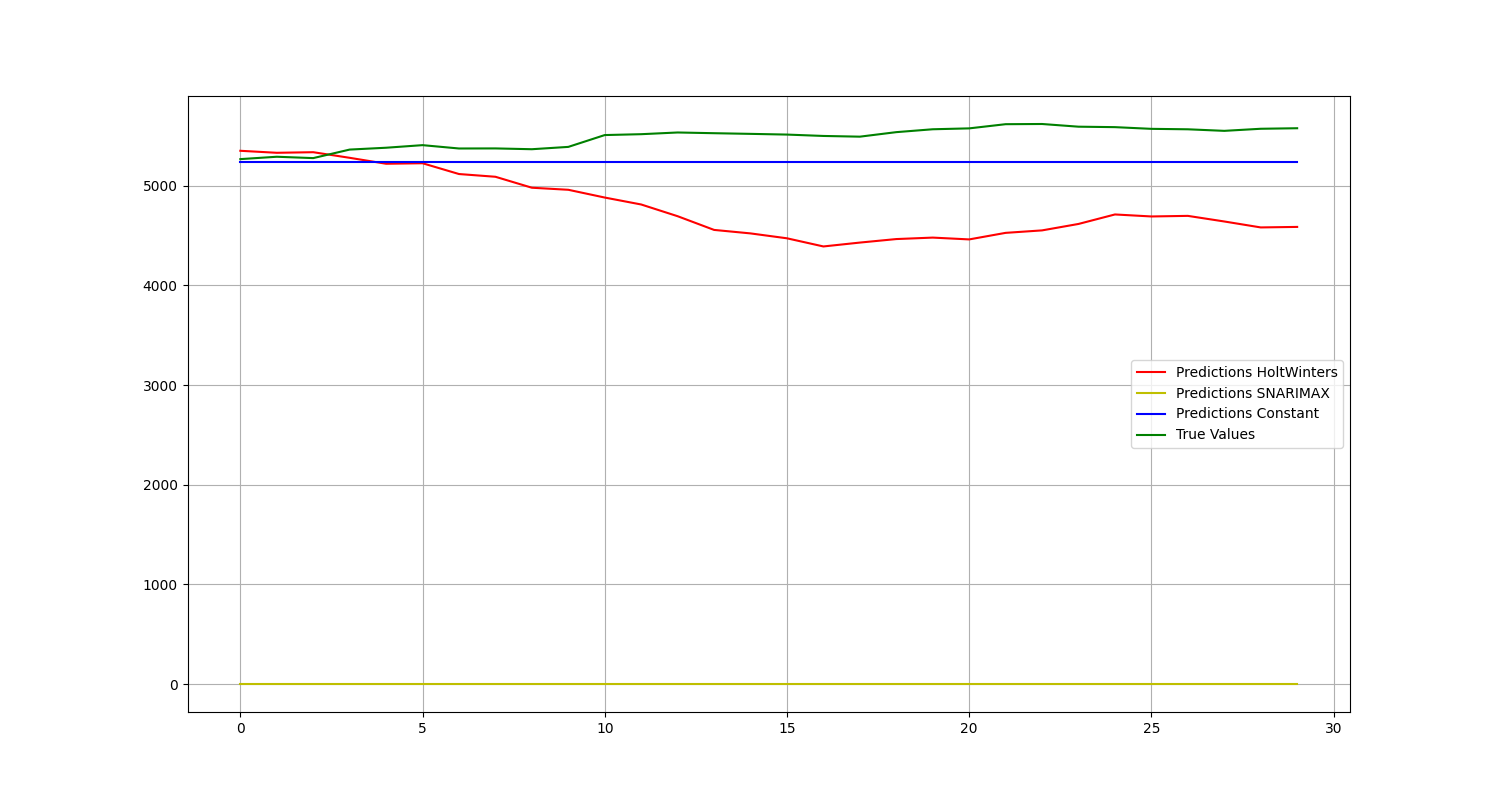 5000
4000
3000
2000
1000
0
0 5 10 15 20 25 30
Predictions HoltWinters
Predictions SNARIMAX
Predictions Constant
True Values